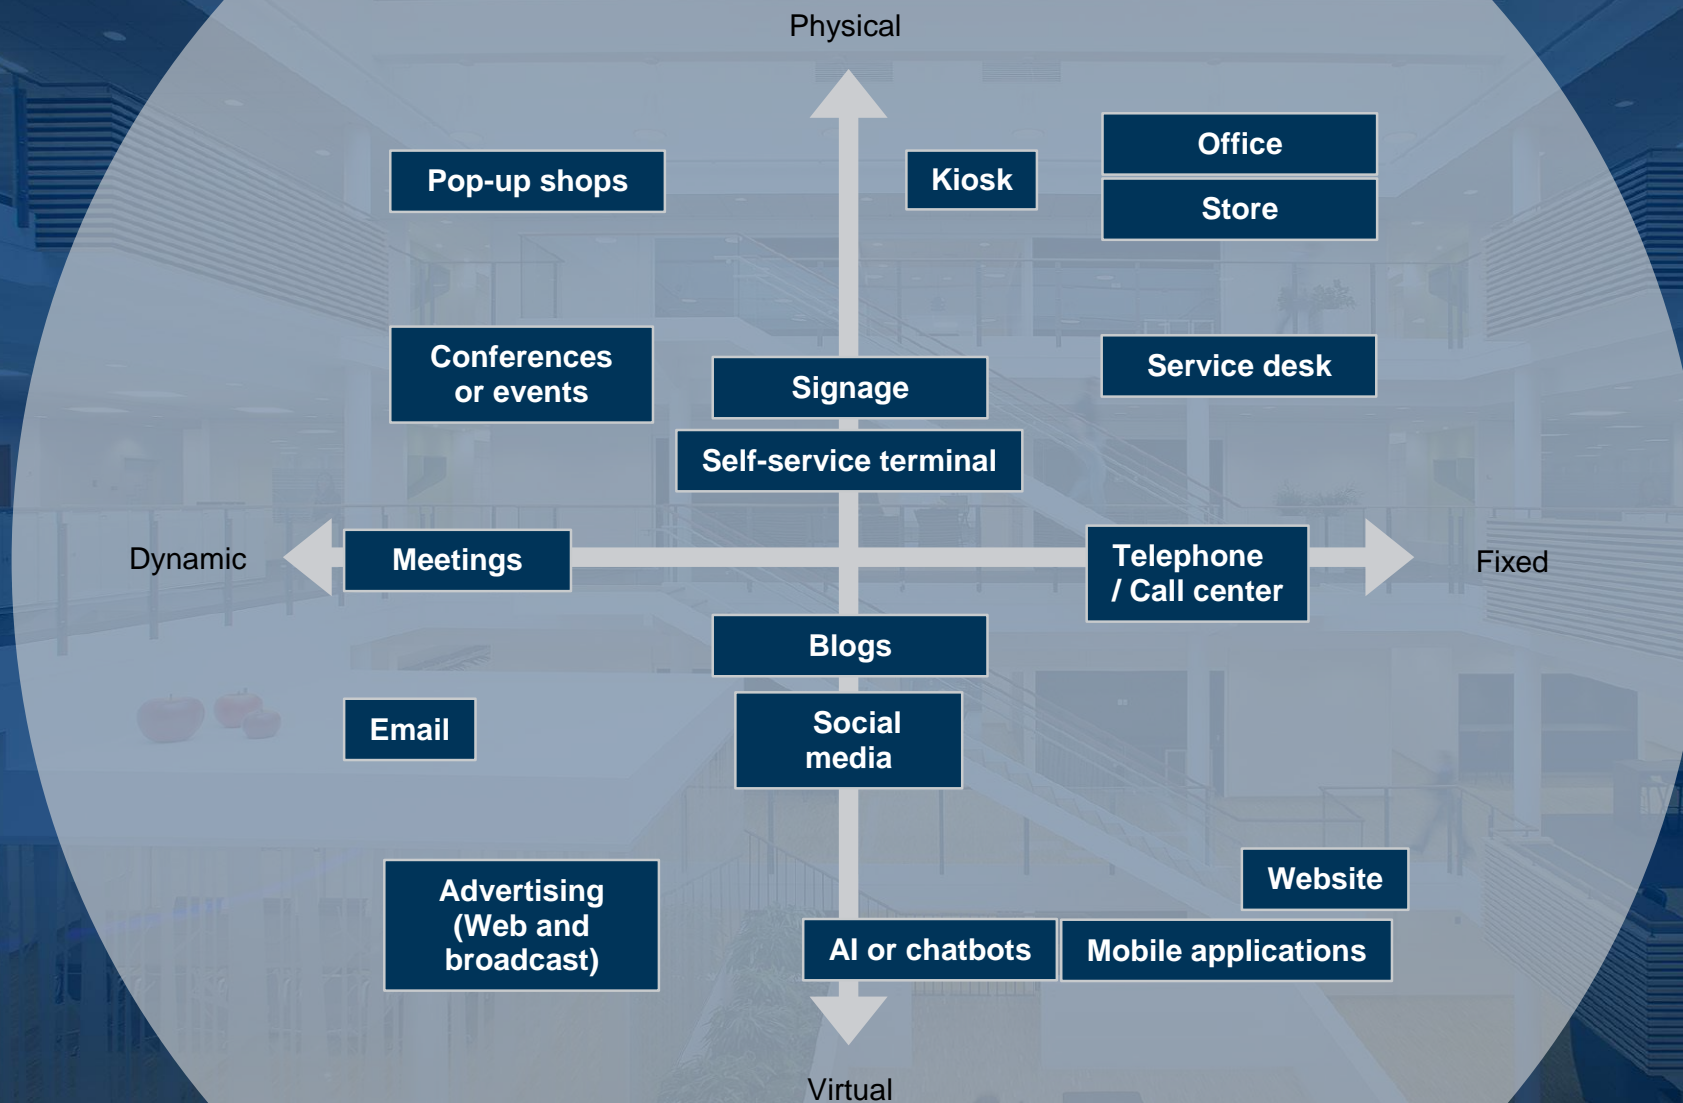 Physical
Office
Pop-up shops
Kiosk
Store
Conferences
or events
Signage
Service desk
Self-service terminal
Dynamic
Meetings
Telephone
/ Call center
Fixed
Blogs
Email
Social
media
Advertising
(Web and
broadcast)
Website
AI or chatbots
Mobile applications
Virtual